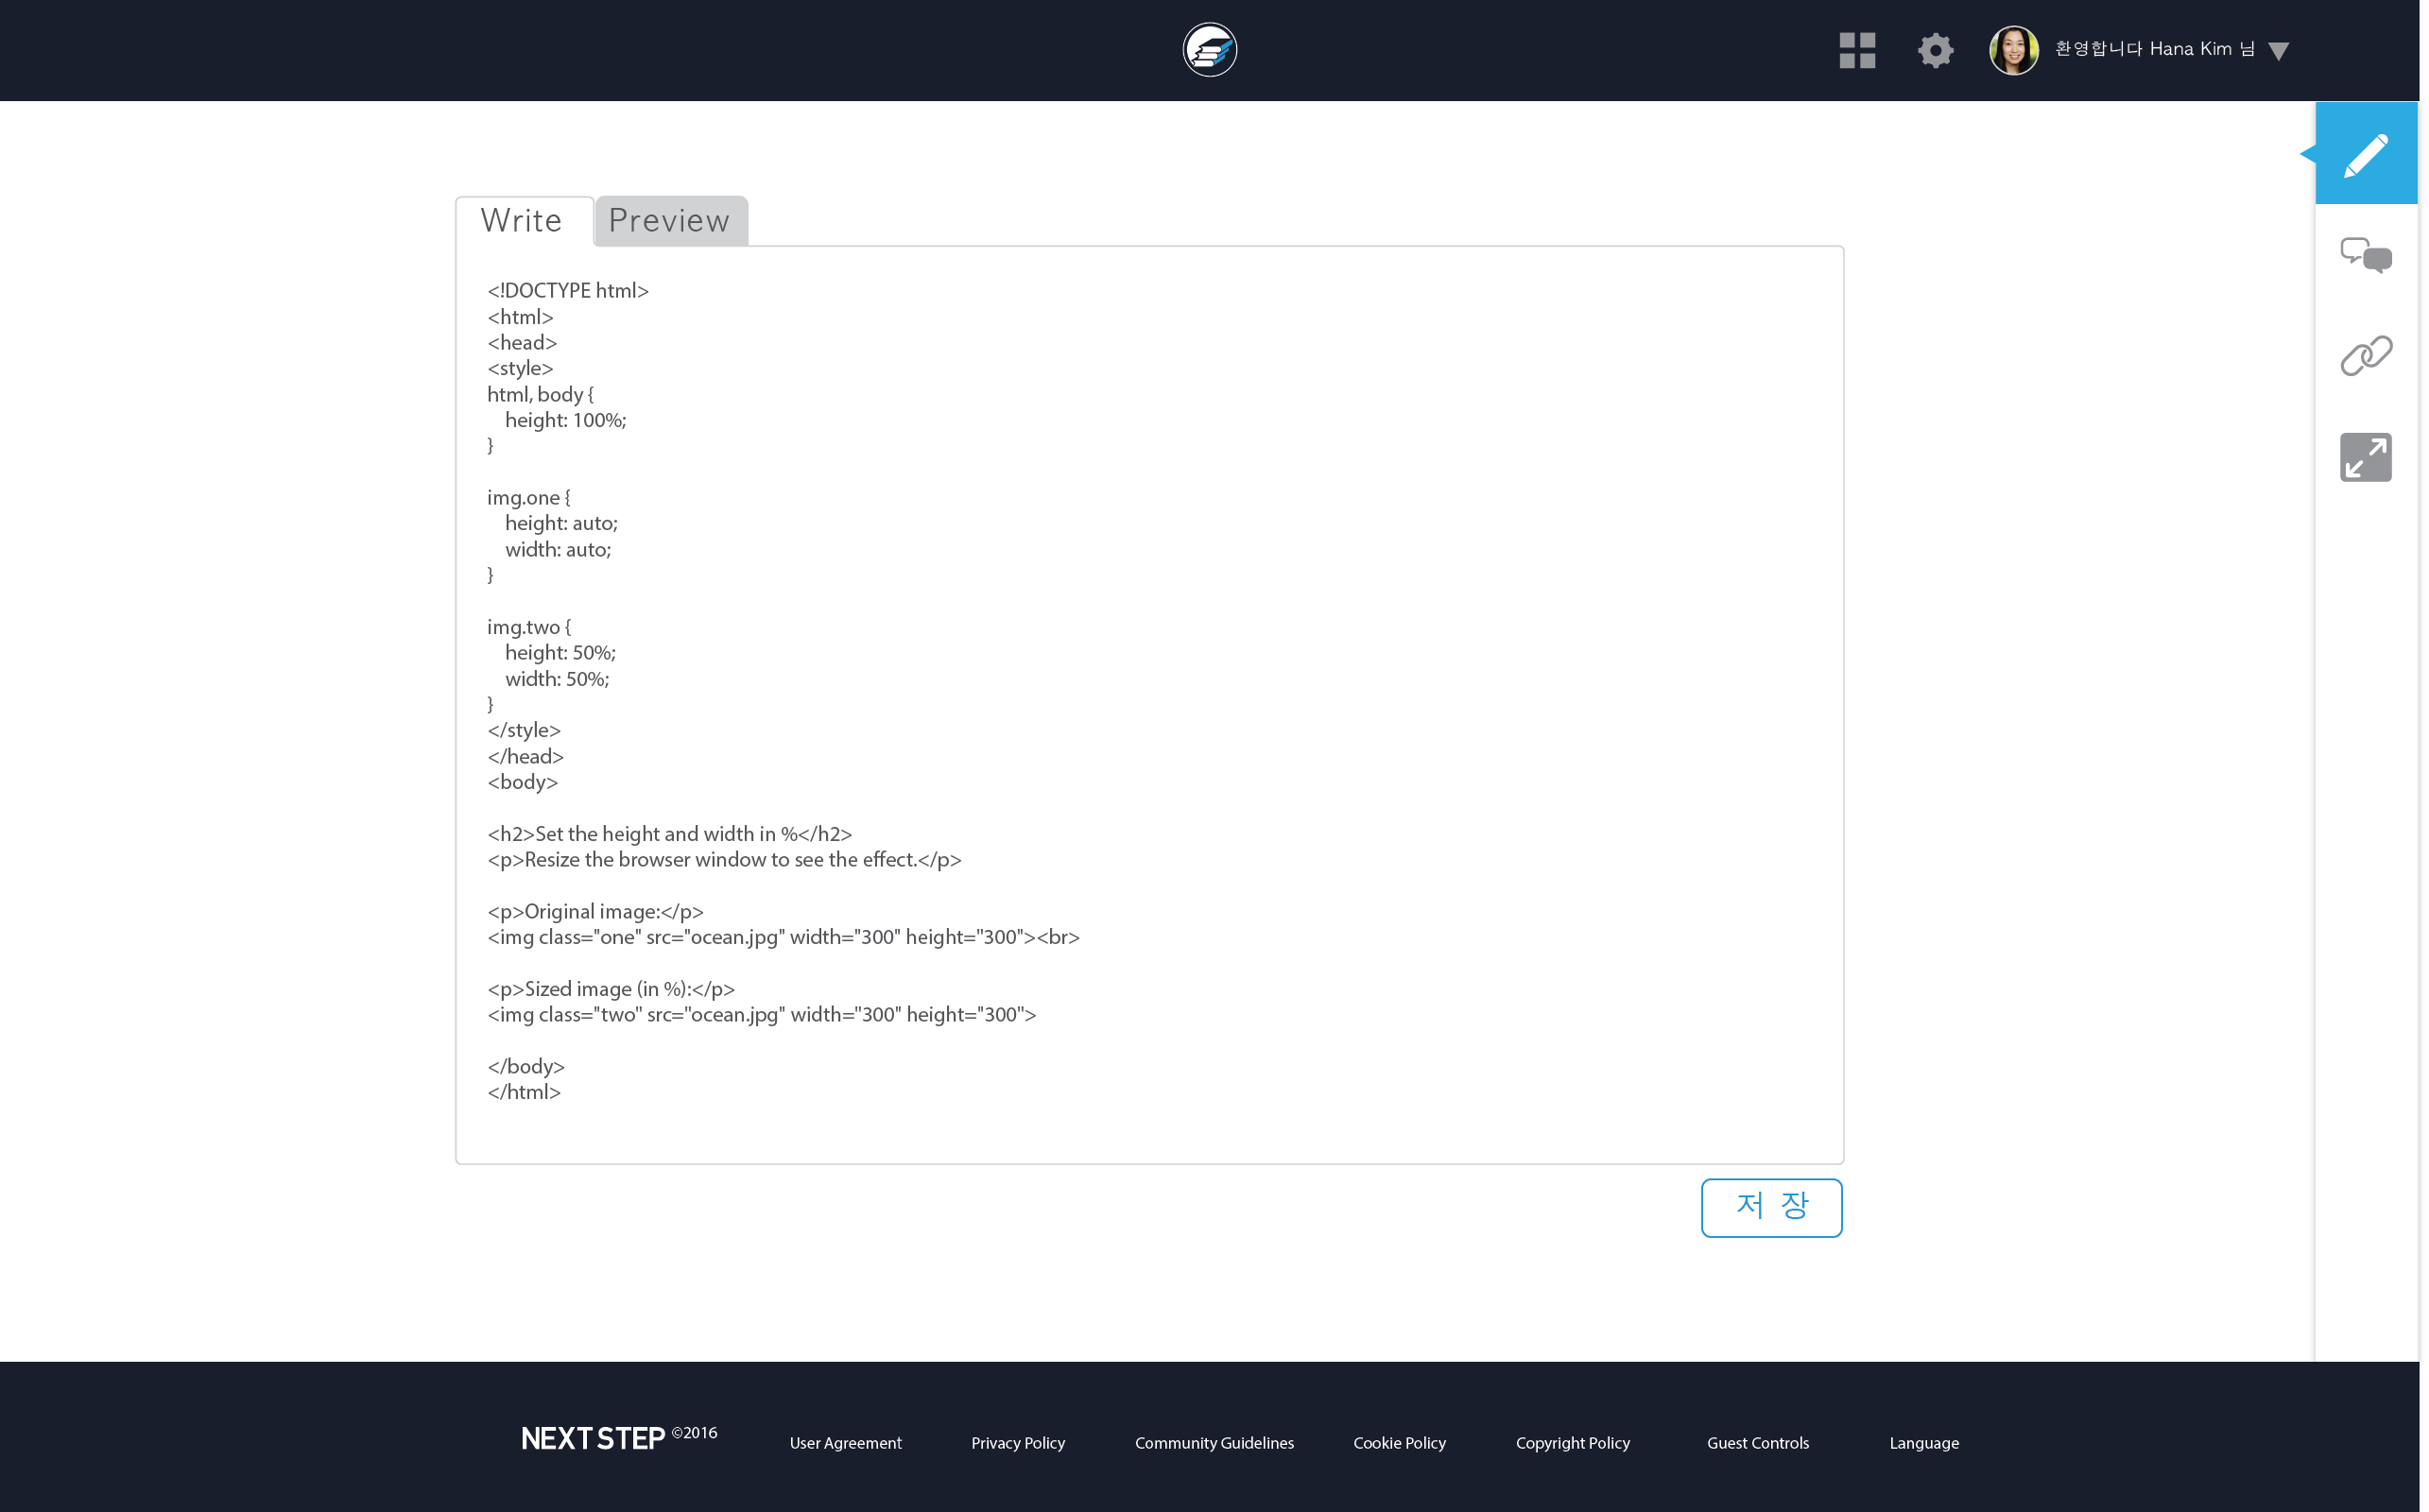 환영합니다 Hana Kim 님
Write
Preview
<!DOCTYPE html>
<html>
<head>
<style>
html, body {
    height: 100%;
}

img.one {
    height: auto;
    width: auto;
}

img.two {
    height: 50%;
    width: 50%;
}
</style>
</head>
<body>

<h2>Set the height and width in %</h2>
<p>Resize the browser window to see the effect.</p>

<p>Original image:</p>
<img class="one" src="ocean.jpg" width="300" height="300"><br>

<p>Sized image (in %):</p>
<img class="two" src="ocean.jpg" width="300" height="300">

</body>
</html>
저 장
NEXT STEP ©2016
User Agreement
Privacy Policy
Community Guidelines
Cookie Policy
Copyright Policy
Guest Controls
Language